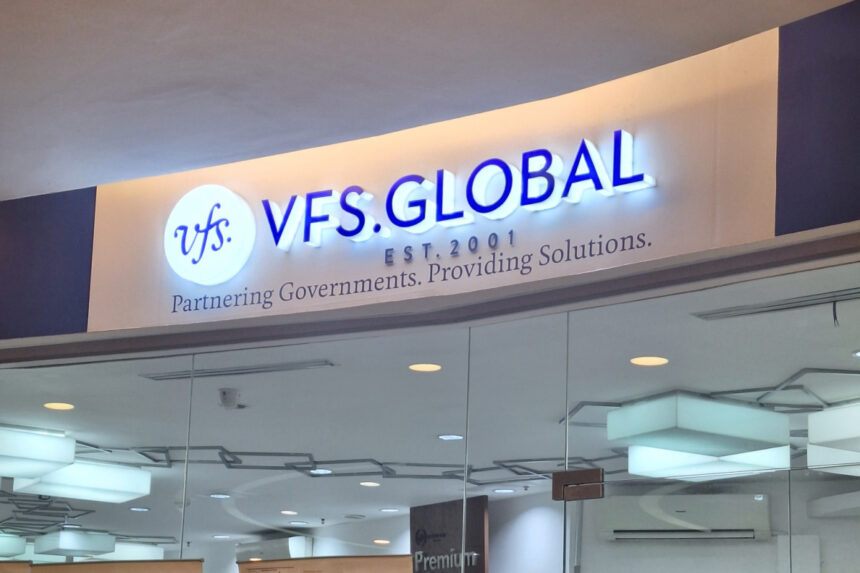 vfs.
VFS.GLOBAL
EST. 2001
Partnering Governments. Providing Solutions.
Premium